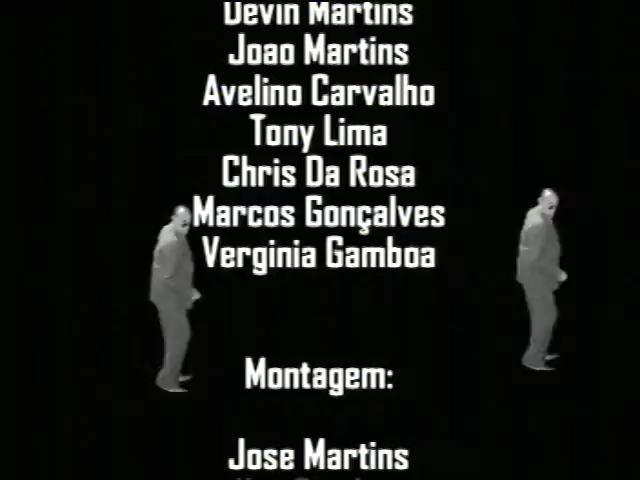 Devin Martins
Joao Martins
Avelino Carvalho
Tony Lima
Chris Da Rosa
Marcos Gonçalves
Verginia Gamboa
Montagem:
Jose Martins